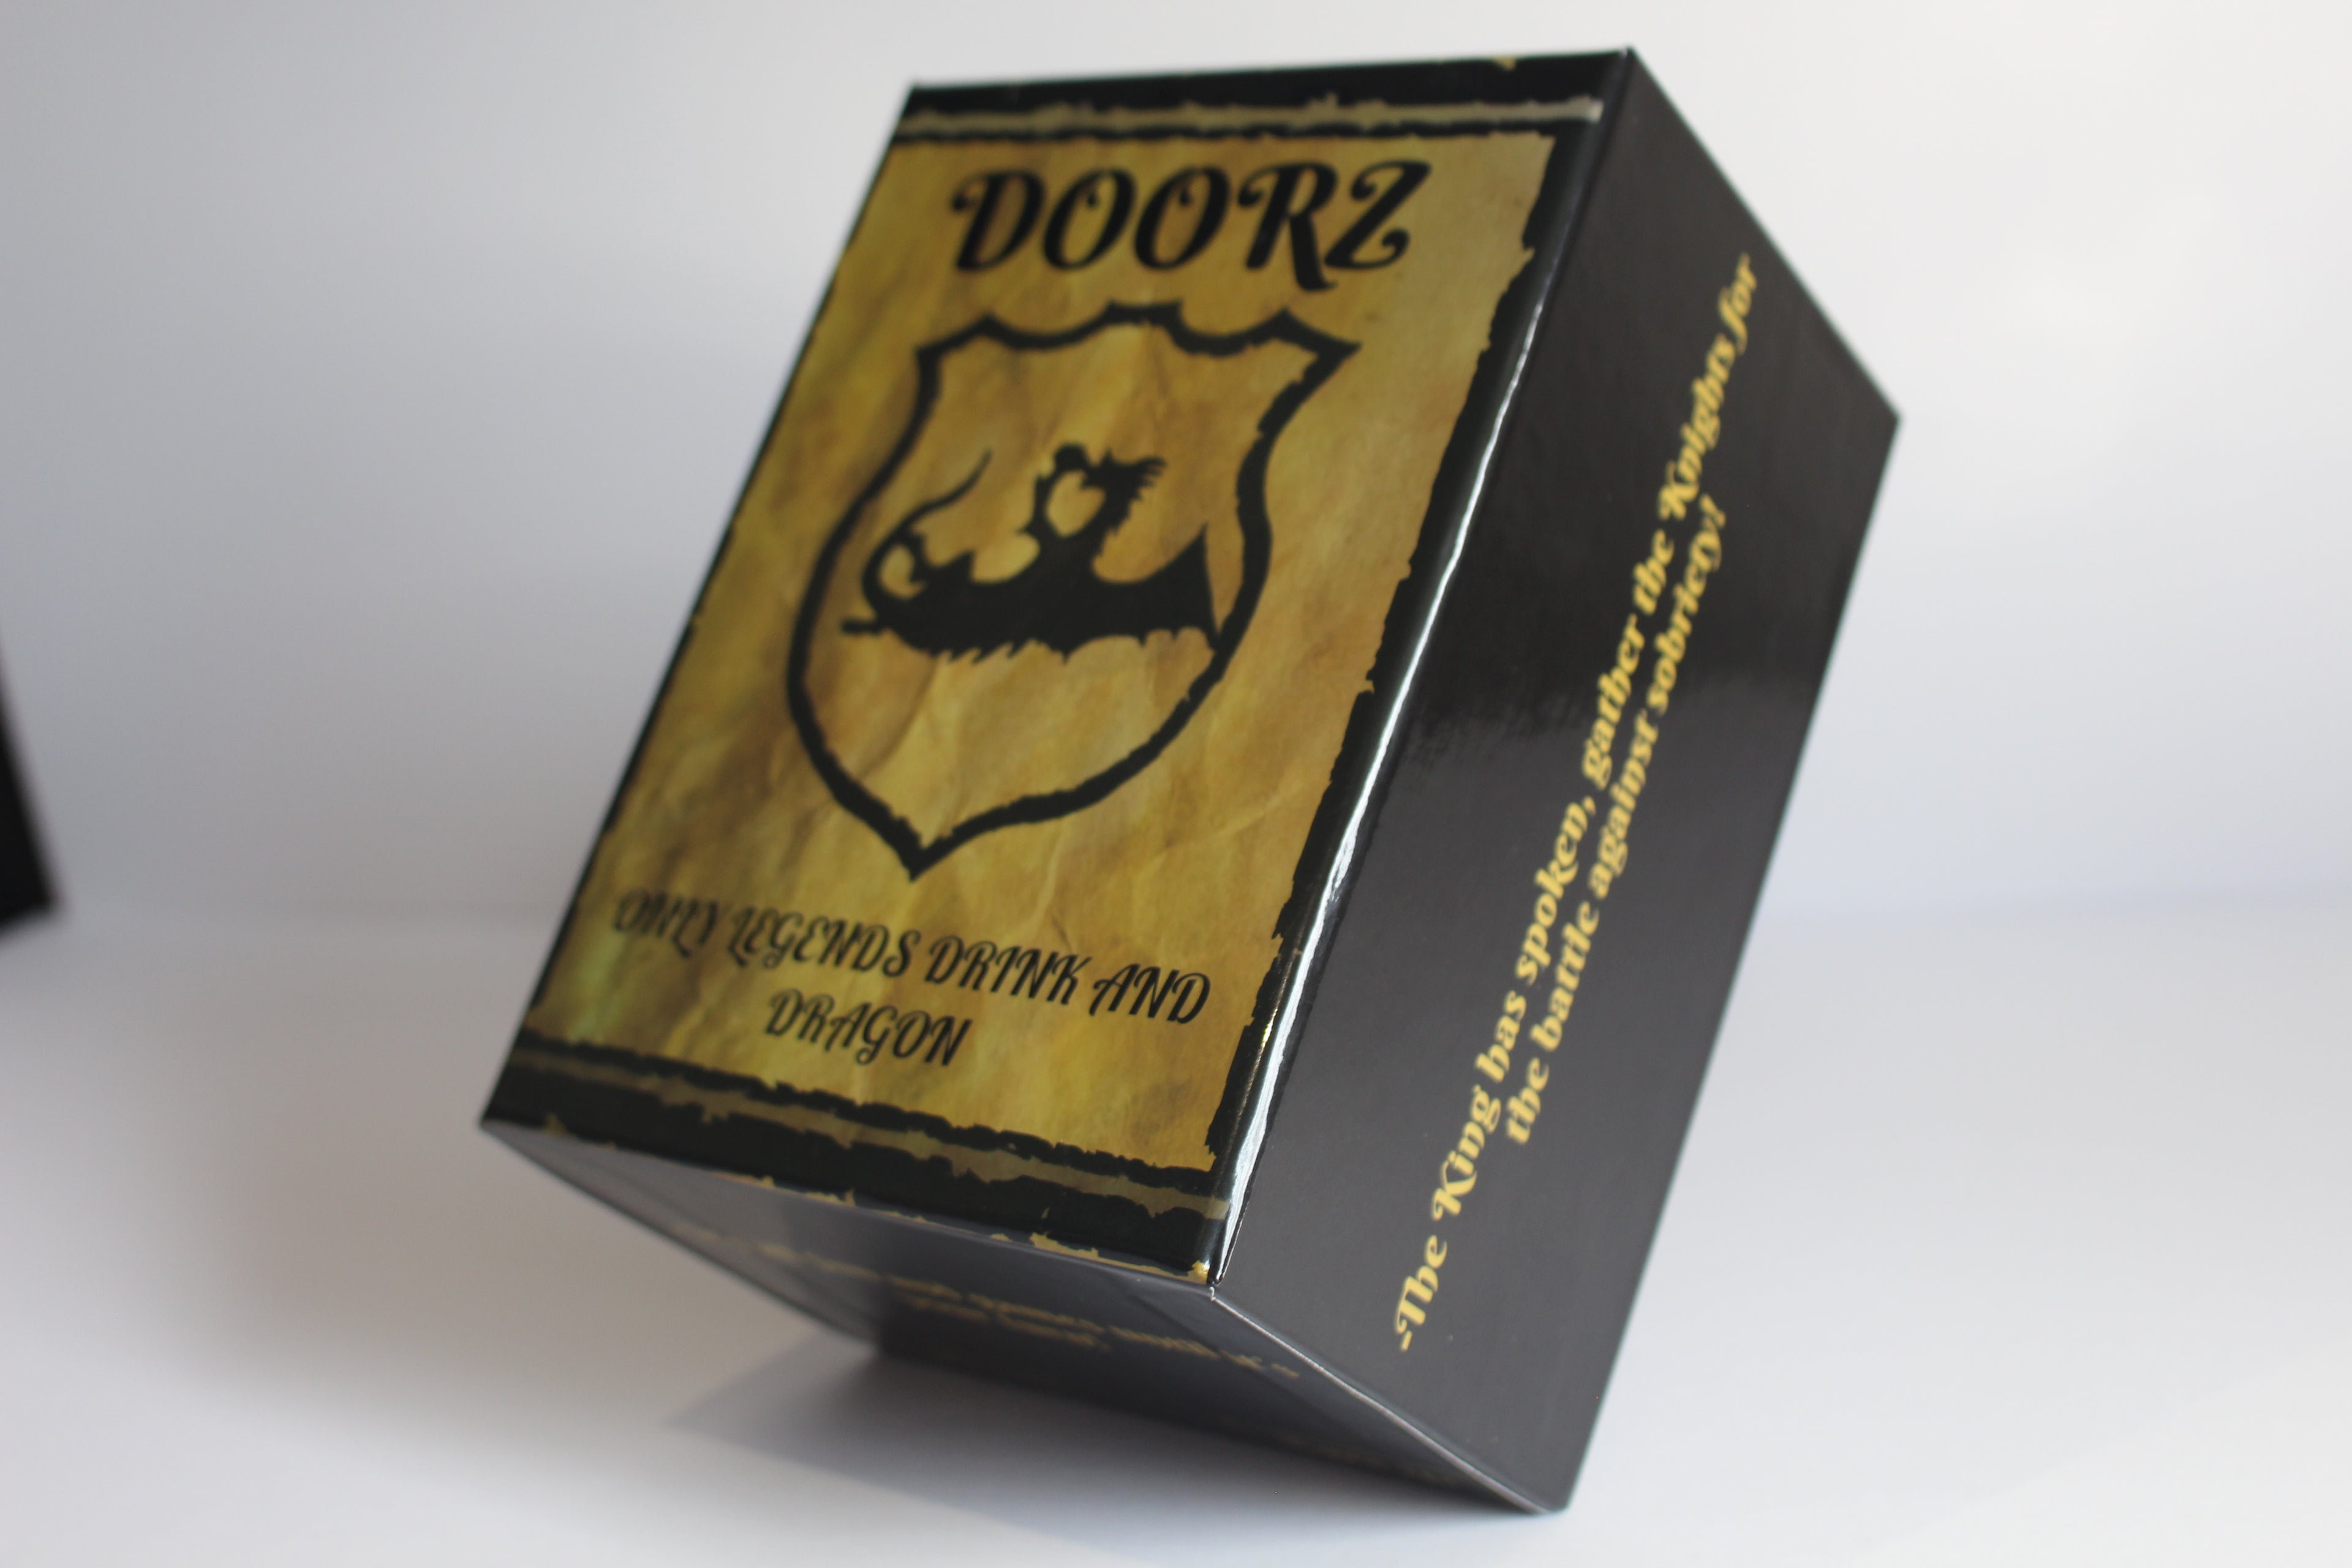 DOORZ
ONLY LEGENDS DRINK AND
DRAGON
-The King has spoken, gather the Knights for
the battle against sobriety!